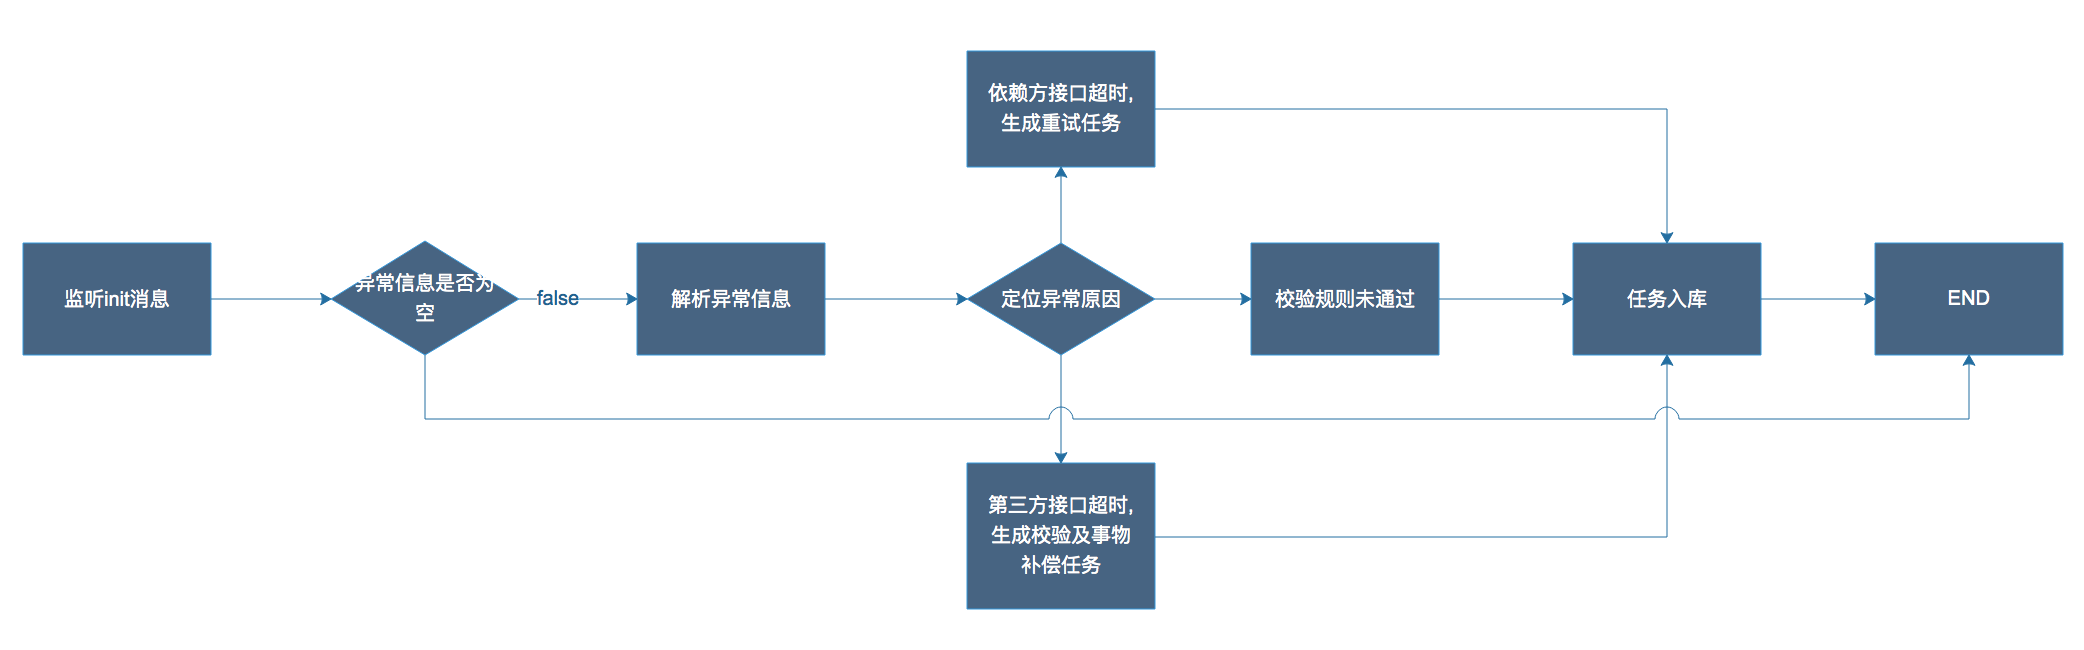 依赖方接口超时,
生成重试任务
监听init消息
异常信息是否为
空
false
解析异常信息
定位异常原因
校验规则未通过
任务入库
END
第三方接口超时,
生成校验及事物
补偿任务